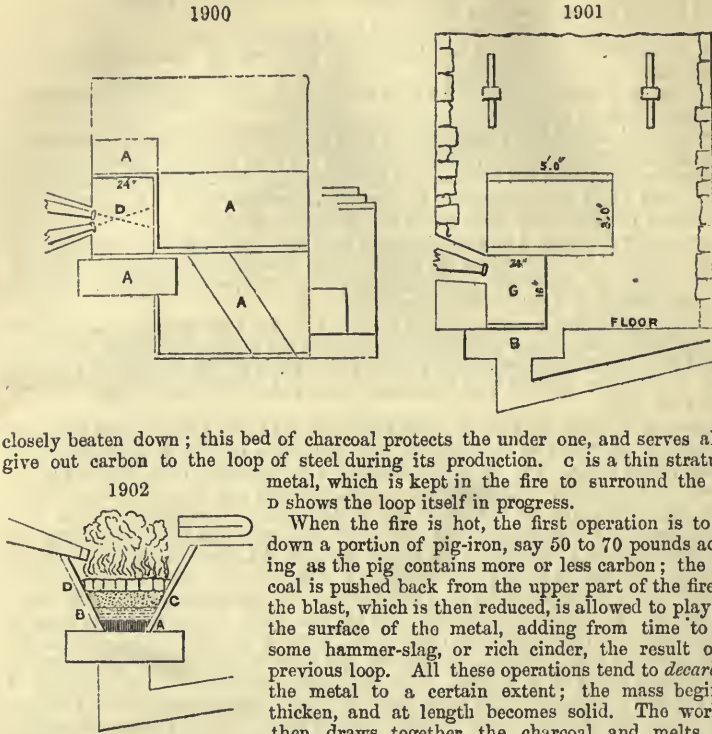 1900
1901
A
24"
D
A
A
A
5'.0"
3'.0"
24"
G
16"
FLOOR
B
closely beaten down ; this bed of charcoal protects the under one, and serves
give out carbon to the loop of steel during its production. C is a thin
1902
metal, which is kept in the fire to surround the
D shows the loop itself in progress.
When the fire is hot, the first operation is to
down a portion of pig-iron, say 50 to 70 pounds
ing as the pig contains more or less carbon ; the
coal is pushed back from the upper part of the fire
the blast, which is then reduced, is allowed to play
the surface of the metal, adding from time to
some hammer-slag, or rich cinder, the result
previous loop. All these operations tend to
the metal to a certain extent ; the mass
thicken, and at length becomes solid. The
then draws together the charcoal and melts
D
C
B
A